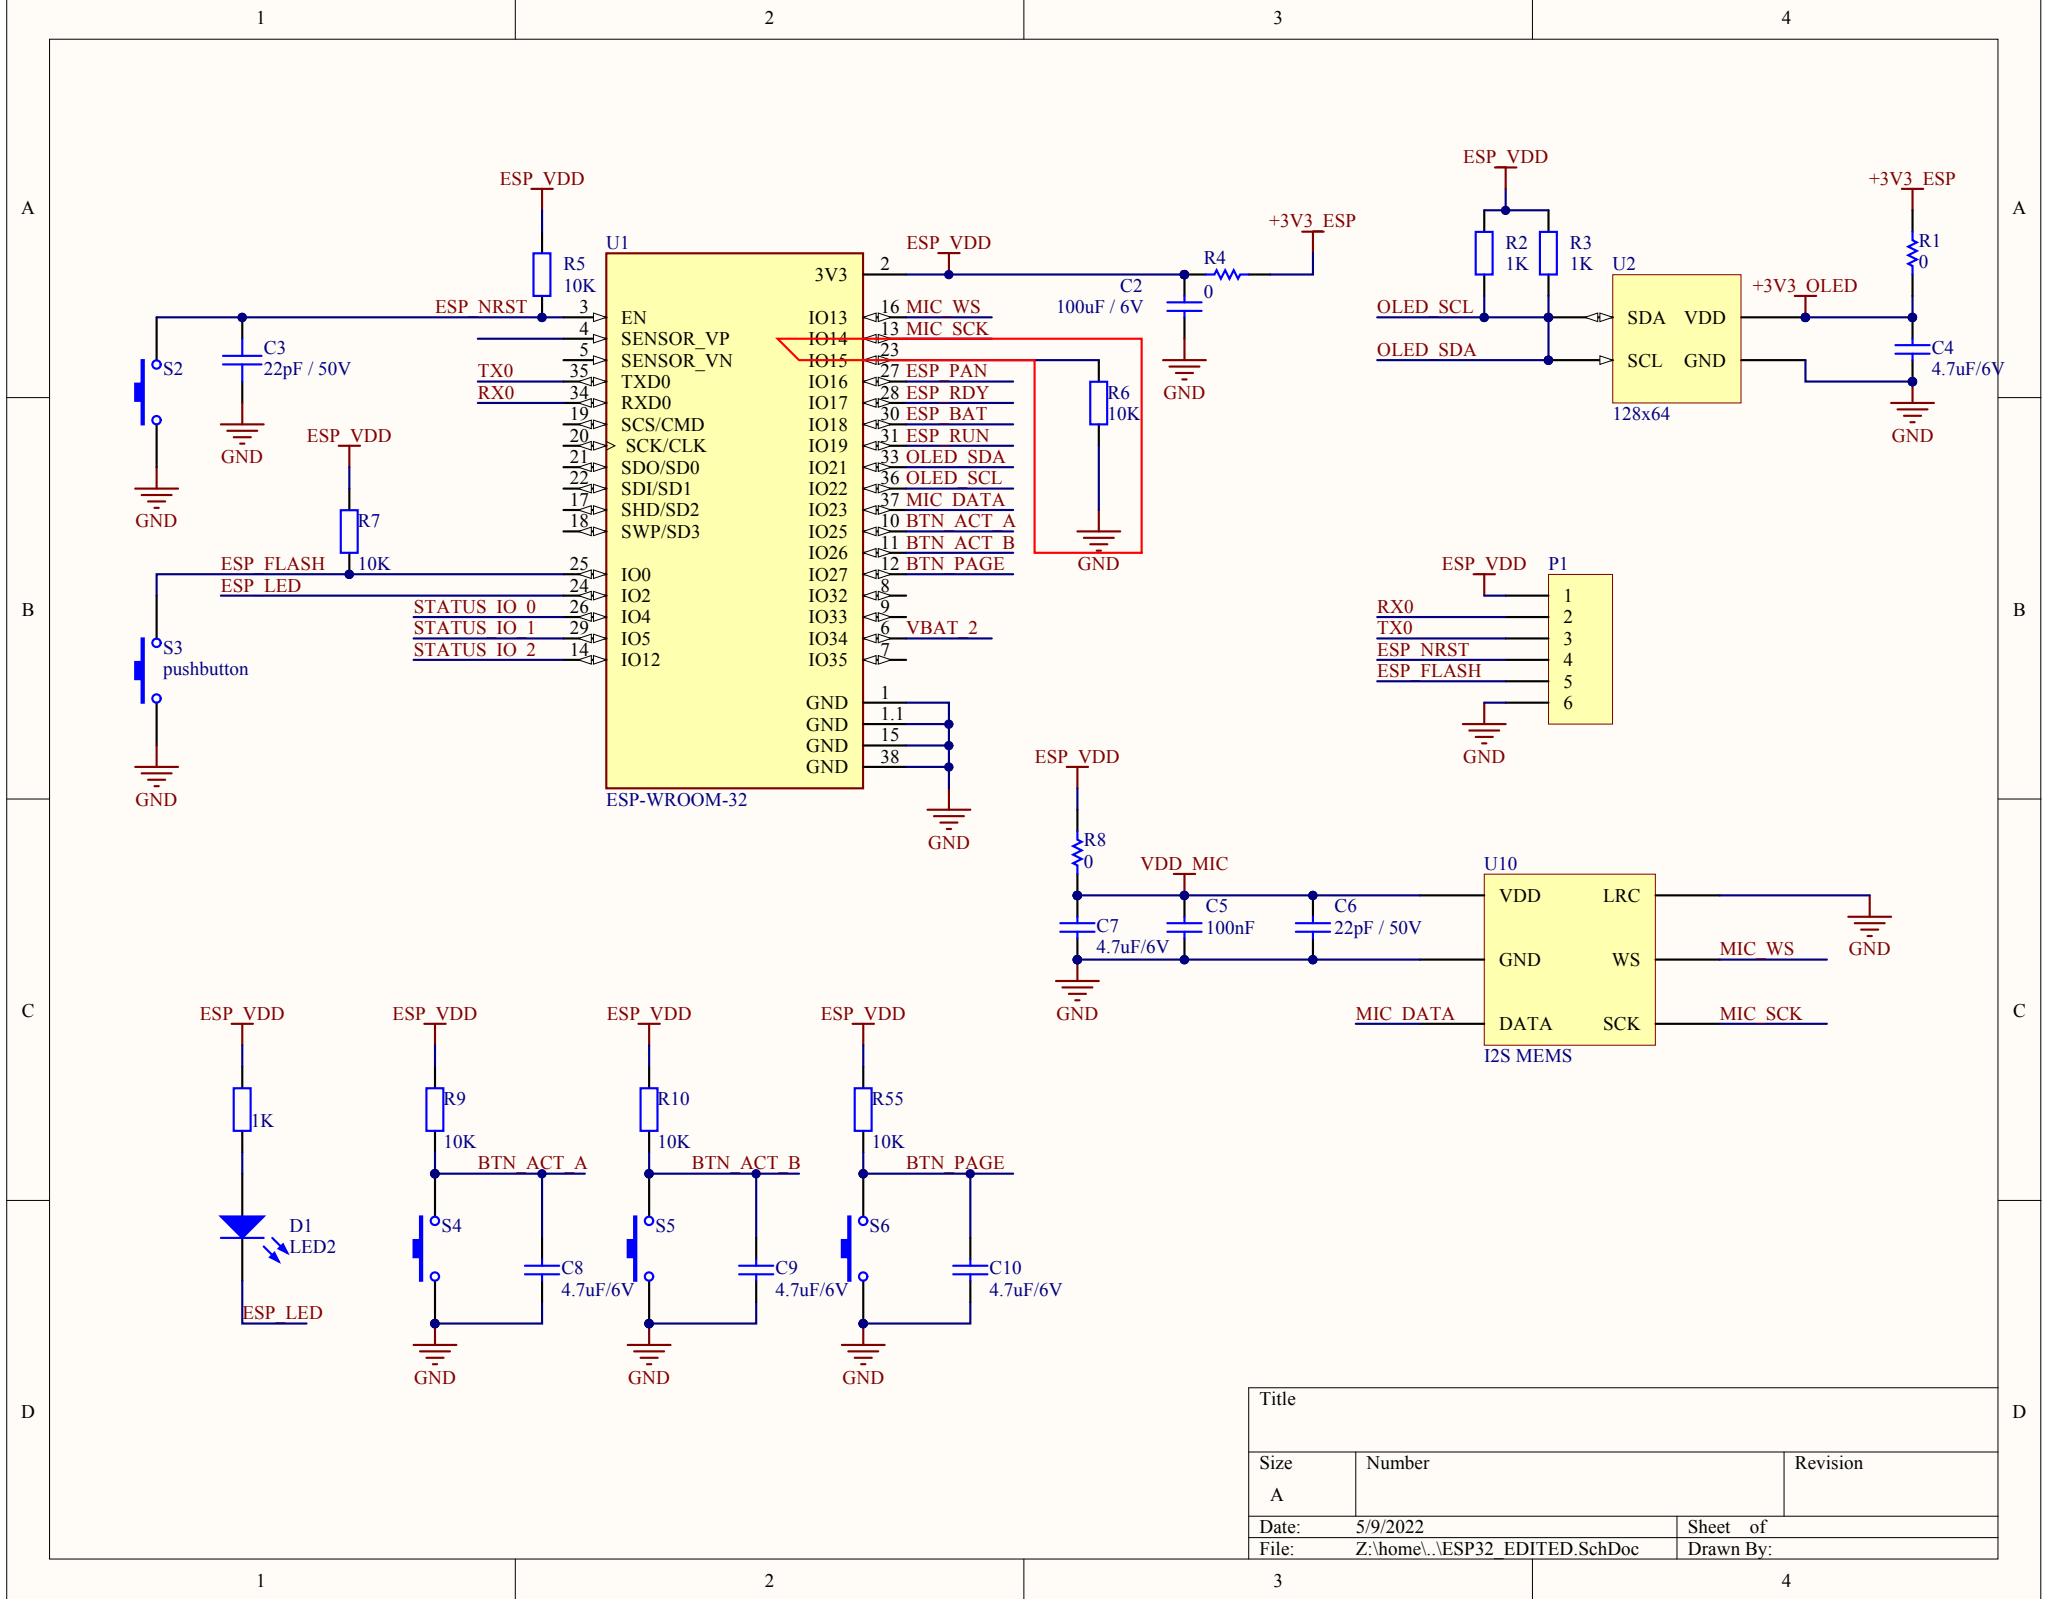 1 2 3 4
A A
B B
C C
D D
1 2 3 4
ESP_VDD
R5
10K
ESP_NRST
S2
C3
22pF / 50V
GND
GND
ESP_VDD
R7
10K
ESP_FLASH
ESP_LED
STATUS_IO_0
STATUS_IO_1
STATUS_IO_2
S3
pushbutton
GND
TX0
RX0
U1
3 EN
4 SENSOR_VP
5 SENSOR_VN
35 TXD0
34 RXD0
19 SCS/CMD
20 SCK/CLK
21 SDO/SD0
22 SDI/SD1
17 SHD/SD2
18 SWP/SD3
25 IO0
24 IO2
26 IO4
29 IO5
14 IO12
3V3 2
IO13 16 MIC_WS
IO14 13 MIC_SCK
IO15 23
IO16 27 ESP_PAN
IO17 28 ESP_RDY
IO18 30 ESP_BAT
IO19 31 ESP_RUN
IO21 33 OLED_SDA
IO22 36 OLED_SCL
IO23 37 MIC_DATA
IO25 10 BTN_ACT_A
IO26 11 BTN_ACT_B
IO27 12 BTN_PAGE
IO32 8
IO33 9
IO34 6 VBAT_2
IO35 7
GND 1
GND 1.1
GND 15
GND 38
ESP-WROOM-32
GND
ESP_VDD
C2
100uF / 6V
R4
0
+3V3_ESP
GND
R6
10K
GND
ESP_VDD
R2
1K
R3
1K
OLED_SCL
OLED_SDA
U2
SDA VDD
SCL GND
128x64
+3V3_OLED
+3V3_ESP
R1
0
C4
4.7uF/6V
GND
ESP_VDD
P1
1
RX0 2
TX0 3
ESP_NRST 4
ESP_FLASH 5
6
GND
ESP_VDD
R8
0
VDD_MIC
C7
4.7uF/6V
C5
100nF
C6
22pF / 50V
GND
MIC_DATA
U10
VDD LRC
GND WS
DATA SCK
I2S MEMS
GND
MIC_WS
MIC_SCK
ESP_VDD
1K
D1
LED2
ESP_LED
ESP_VDD
R9
10K
BTN_ACT_A
S4
C8
4.7uF/6V
GND
ESP_VDD
R10
10K
BTN_ACT_B
S5
C9
4.7uF/6V
GND
ESP_VDD
R55
10K
BTN_PAGE
S6
C10
4.7uF/6V
GND
Title
Size Number Revision
A
Date: 5/9/2022 Sheet of
File: Z:\home\..\ESP32_EDITED.SchDoc Drawn By: